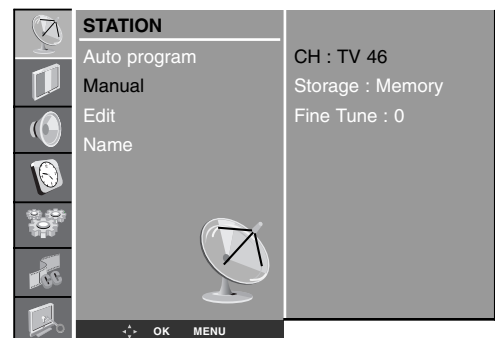 STATION
Auto program
Manual
Edit
Name
CH : TV 46
Storage : Memory
Fine Tune : 0
OK MENU